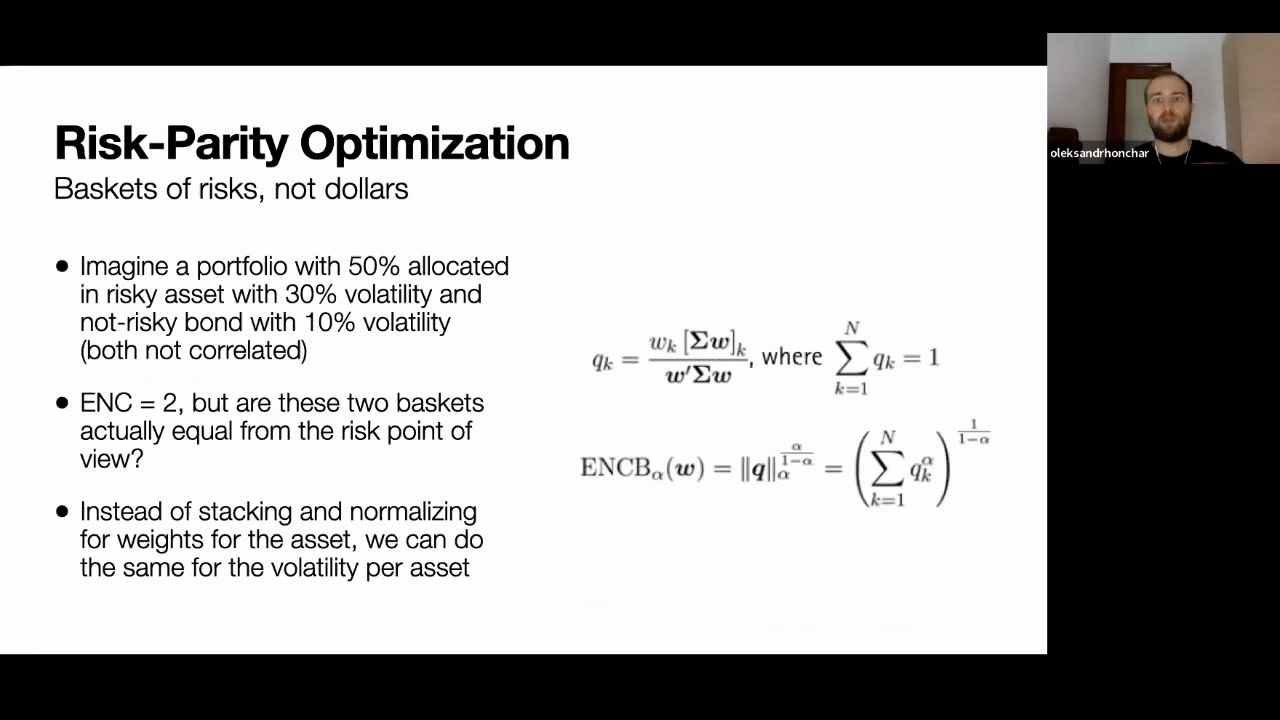 Risk-Parity Optimization
Baskets of risks, not dollars
● Imagine a portfolio with 50% allocated
in risky asset with 30% volatility and
not-risky bond with 10% volatility
(both not correlated)
● ENC = 2, but are these two baskets
actually equal from the risk point of
view?
● Instead of stacking and normalizing
for weights for the asset, we can do
the same for the volatility per asset
q_k = w_k [Σw]_k / w′Σw, where ∑_{k=1}^{N} q_k = 1
ENCB_α(w) = ‖q‖_α^{α/(1−α)} = (∑_{k=1}^{N} q_k^α)^{1/(1−α)}
oleksandrhonchar